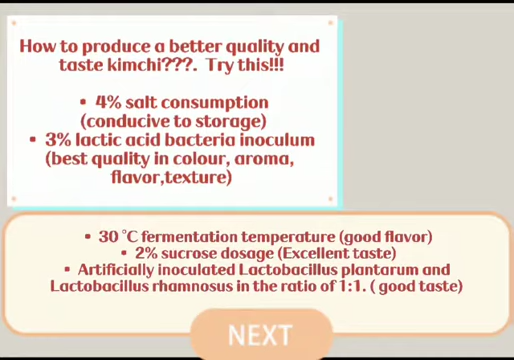 How to produce a better quality and
taste kimchi???. Try this!!!
• 4% salt consumption
(conducive to storage)
• 3% lactic acid bacteria inoculum
(best quality in colour, aroma,
flavor,texture)
• 30 °C fermentation temperature (good flavor)
• 2% sucrose dosage (Excellent taste)
• Artificially inoculated Lactobacillus plantarum and
Lactobacillus rhamnosus in the ratio of 1:1. ( good taste)
NEXT